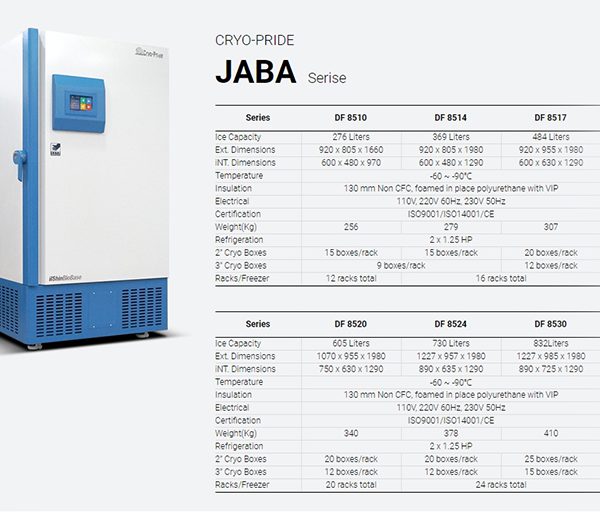 CRYO-PRIDE
JABA Serise
Cryo-Pride
ilShinBioBase
Series DF 8510 DF 8514 DF 8517
Ice Capacity 276 Liters 369 Liters 484 Liters
Ext. Dimensions 920 x 805 x 1660 920 x 805 x 1980 920 x 955 x 1980
iNT. Dimensions 600 x 480 x 970 600 x 480 x 1290 600 x 630 x 1290
Temperature -60 ~ -90°C
Insulation 130 mm Non CFC, foamed in place polyurethane with VIP
Electrical 110V, 220V 60Hz, 230V 50Hz
Certification ISO9001/ISO14001/CE
Weight(Kg) 256 279 307
Refrigeration 2 x 1.25 HP
2" Cryo Boxes 15 boxes/rack 15 boxes/rack 20 boxes/rack
3" Cryo Boxes 9 boxes/rack 12 boxes/rack
Racks/Freezer 12 racks total 16 racks total
Series DF 8520 DF 8524 DF 8530
Ice Capacity 605 Liters 730 Liters 832Liters
Ext. Dimensions 1070 x 955 x 1980 1227 x 957 x 1980 1227 x 985 x 1980
iNT. Dimensions 750 x 630 x 1290 890 x 635 x 1290 890 x 725 x 1290
Temperature -60 ~ -90°C
Insulation 130 mm Non CFC, foamed in place polyurethane with VIP
Electrical 110V, 220V 60Hz, 230V 50Hz
Certification ISO9001/ISO14001/CE
Weight(Kg) 340 378 410
Refrigeration 2 x 1.25 HP
2" Cryo Boxes 20 boxes/rack 20 boxes/rack 25 boxes/rack
3" Cryo Boxes 12 boxes/rack 12 boxes/rack 15 boxes/rack
Racks/Freezer 20 racks total 24 racks total